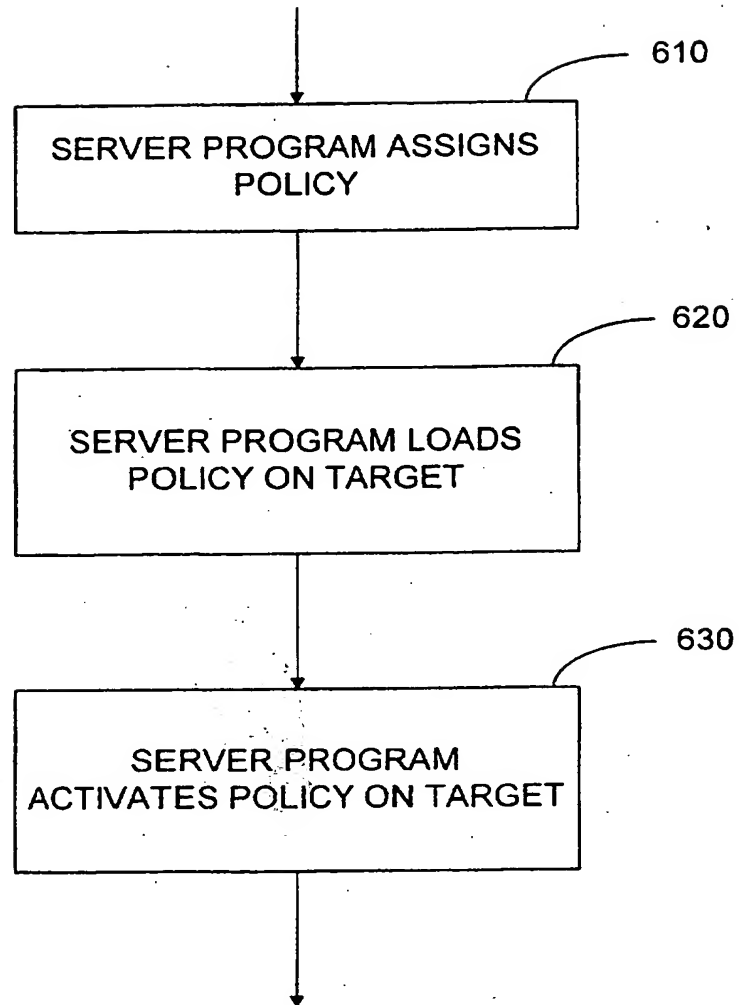 610
SERVER PROGRAM ASSIGNS
POLICY
620
SERVER PROGRAM LOADS
POLICY ON TARGET
630
SERVER PROGRAM
ACTIVATES POLICY ON TARGET